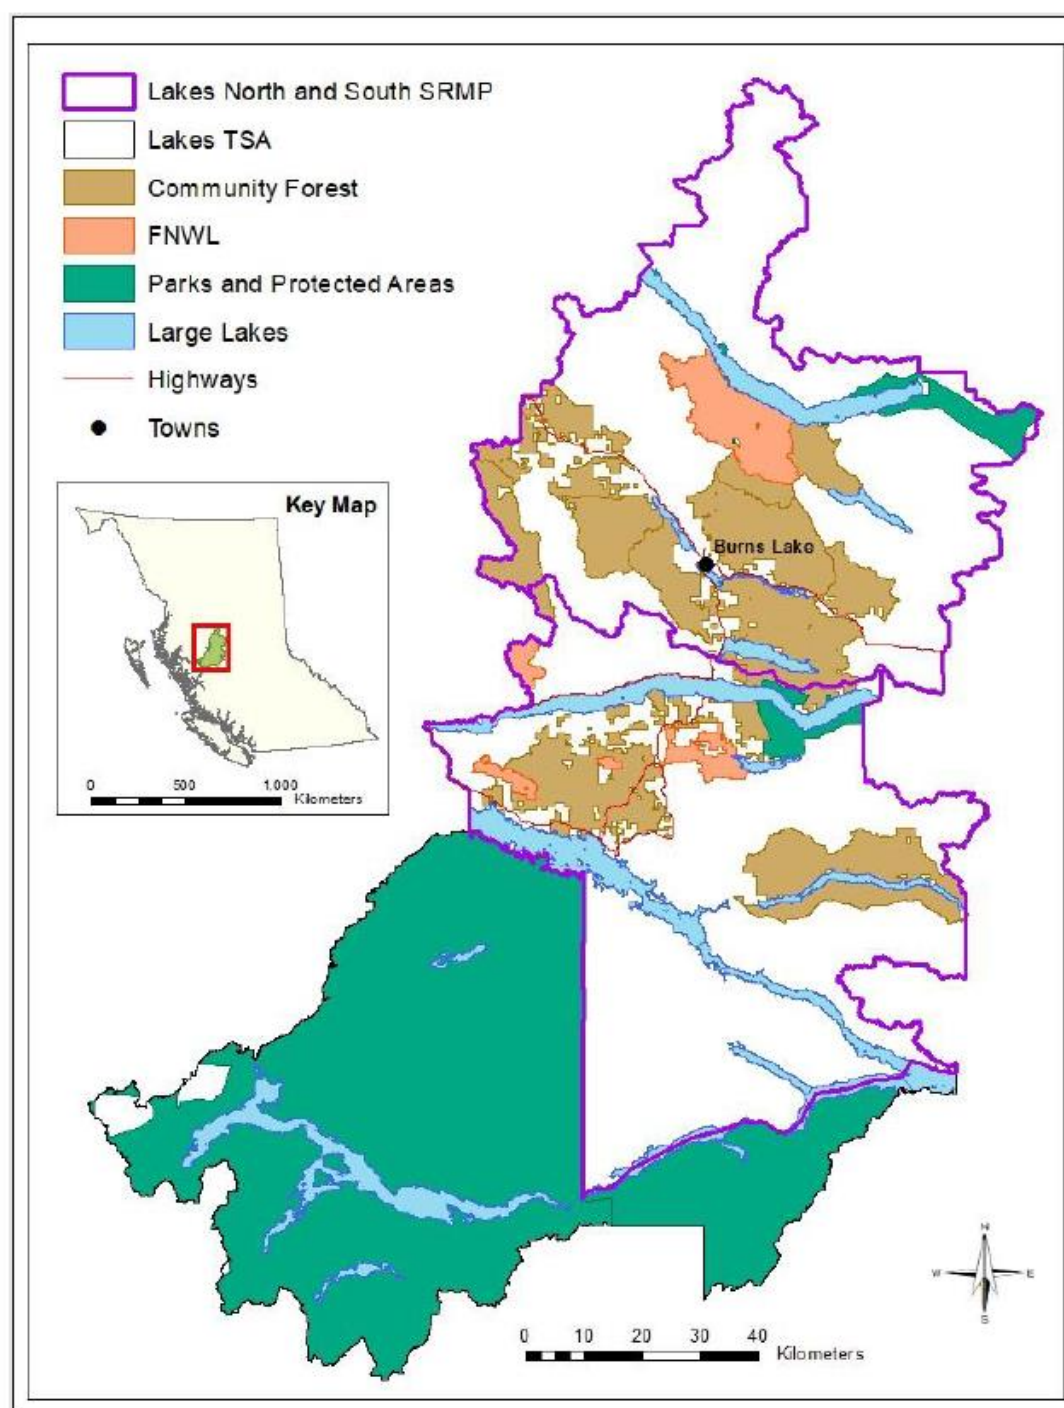 Lakes North and South SRMP
Lakes TSA
Community Forest
FNWL
Parks and Protected Areas
Large Lakes
Highways
Towns
Key Map
0 500 1,000
Kilometers
Burns Lake
N
W E
S
0 10 20 30 40
Kilometers